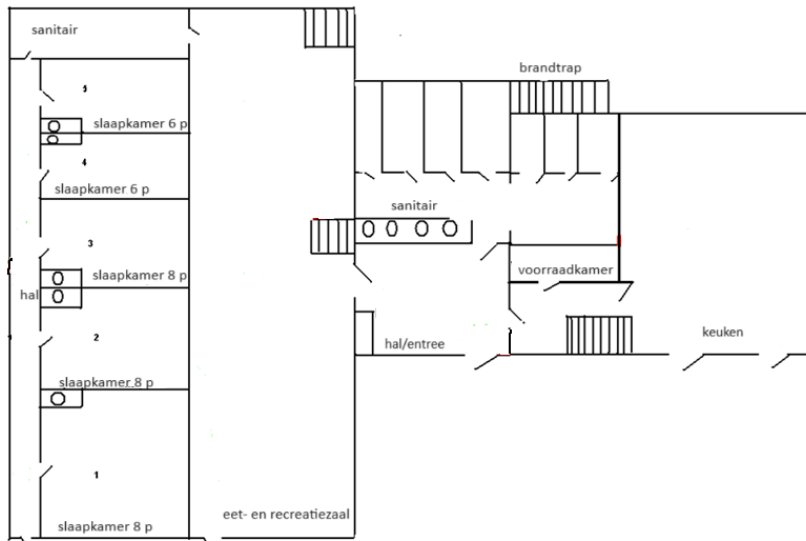 sanitair
brandtrap
5
slaapkamer 6 p
4
slaapkamer 6 p
sanitair
3
slaapkamer 8 p
hal
voorraadkamer
2
hal/entree
keuken
slaapkamer 8 p
1
eet- en recreatiezaal
slaapkamer 8 p